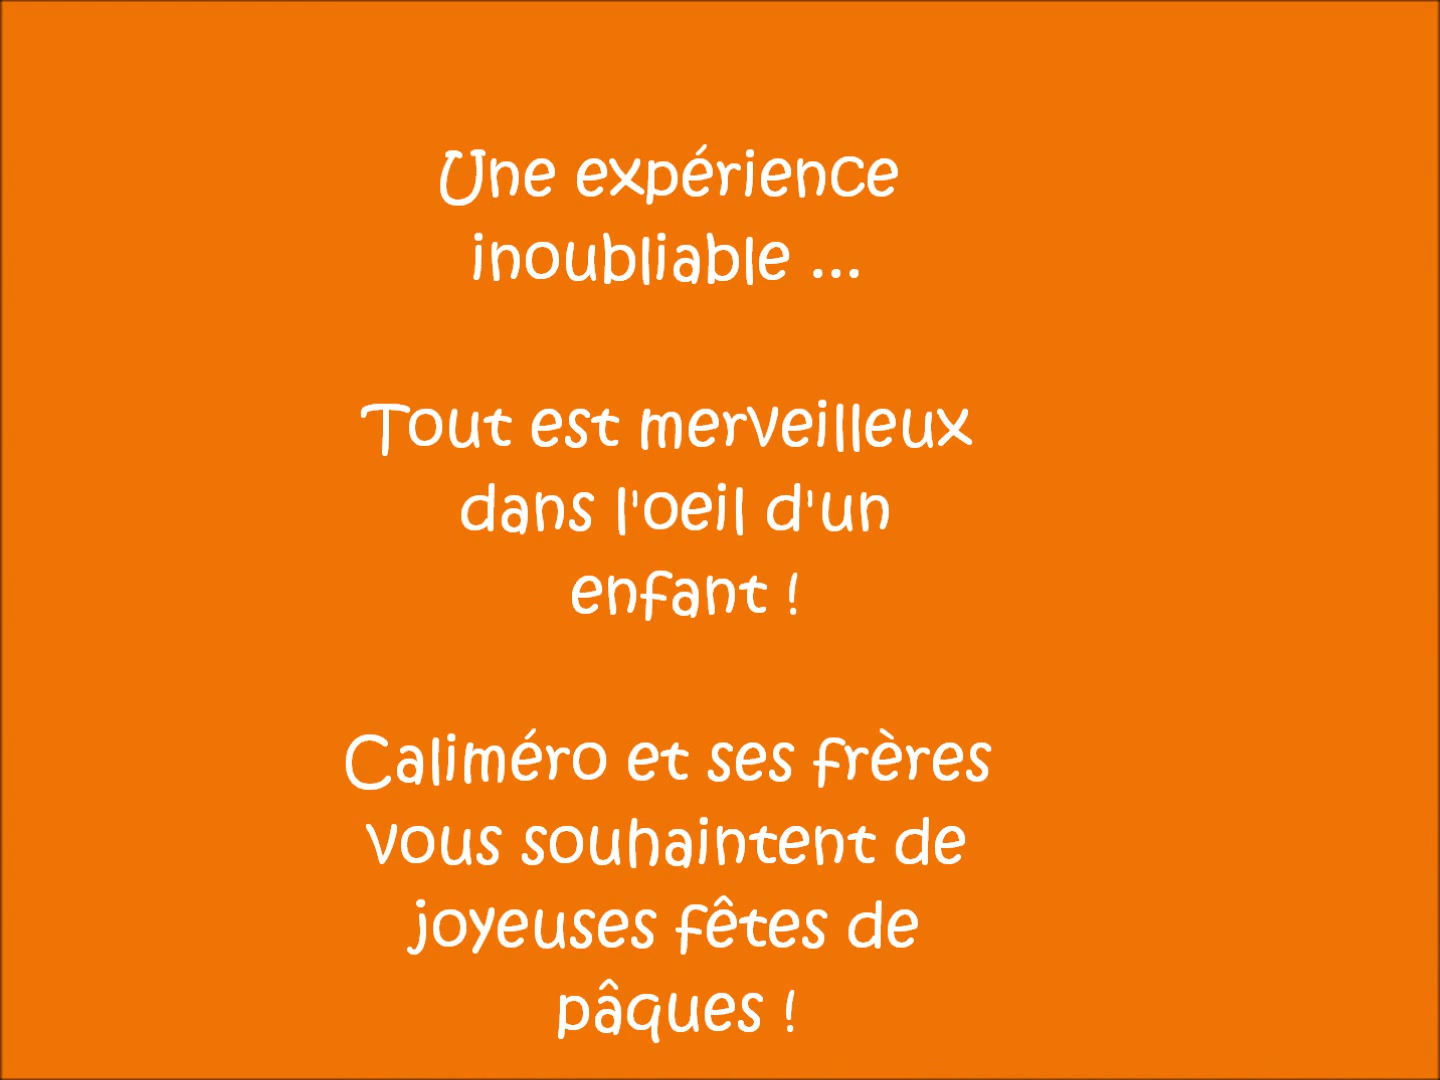 Une expérience
inoubliable ...
Tout est merveilleux
dans l'oeil d'un
enfant !
Caliméro et ses frères
vous souhaintent de
joyeuses fêtes de
pâques !